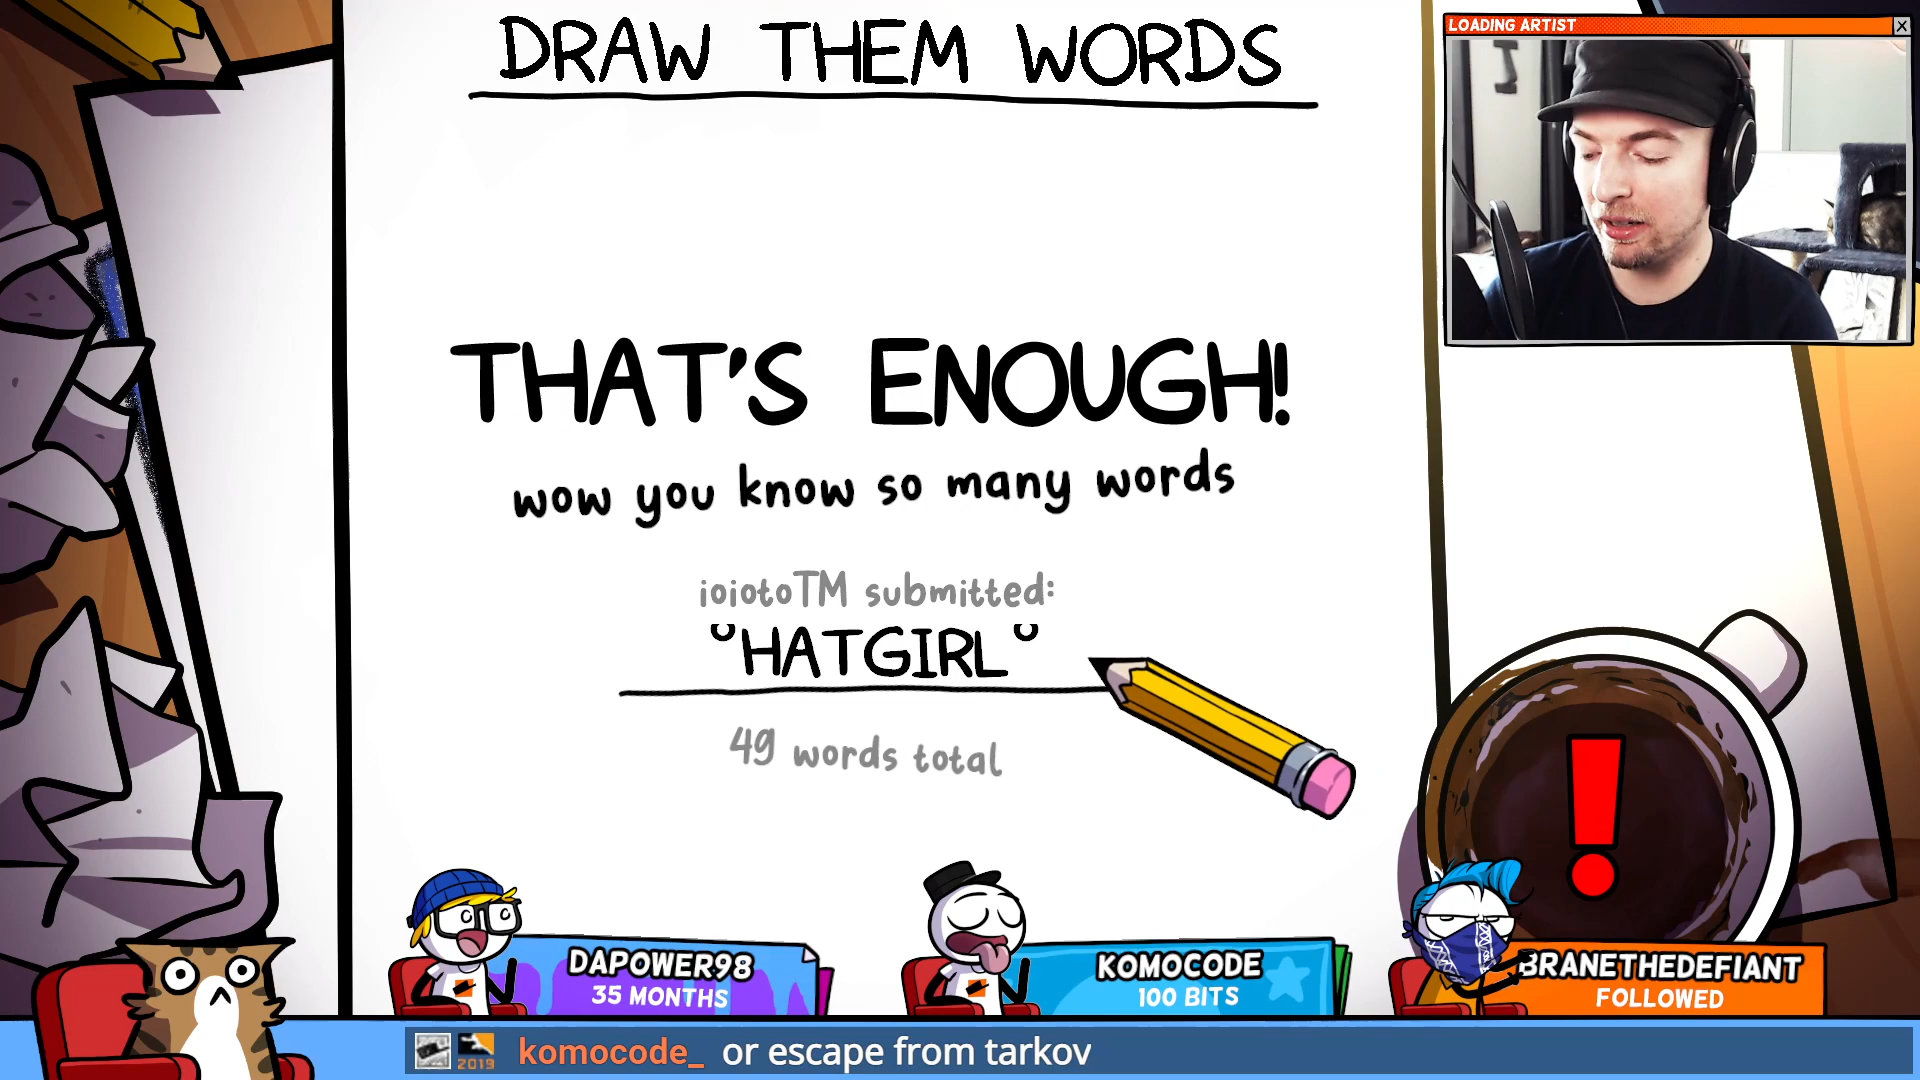 DRAW THEM WORDS
LOADING ARTIST
THAT'S ENOUGH!
wow you know so many words
ioiotoTM submitted:
"HATGIRL"
49 words total
!
DAPOWER98
35 MONTHS
KOMOCODE
100 BITS
BRANETHEDEFIANT
FOLLOWED
2019
komocode_ or escape from tarkov